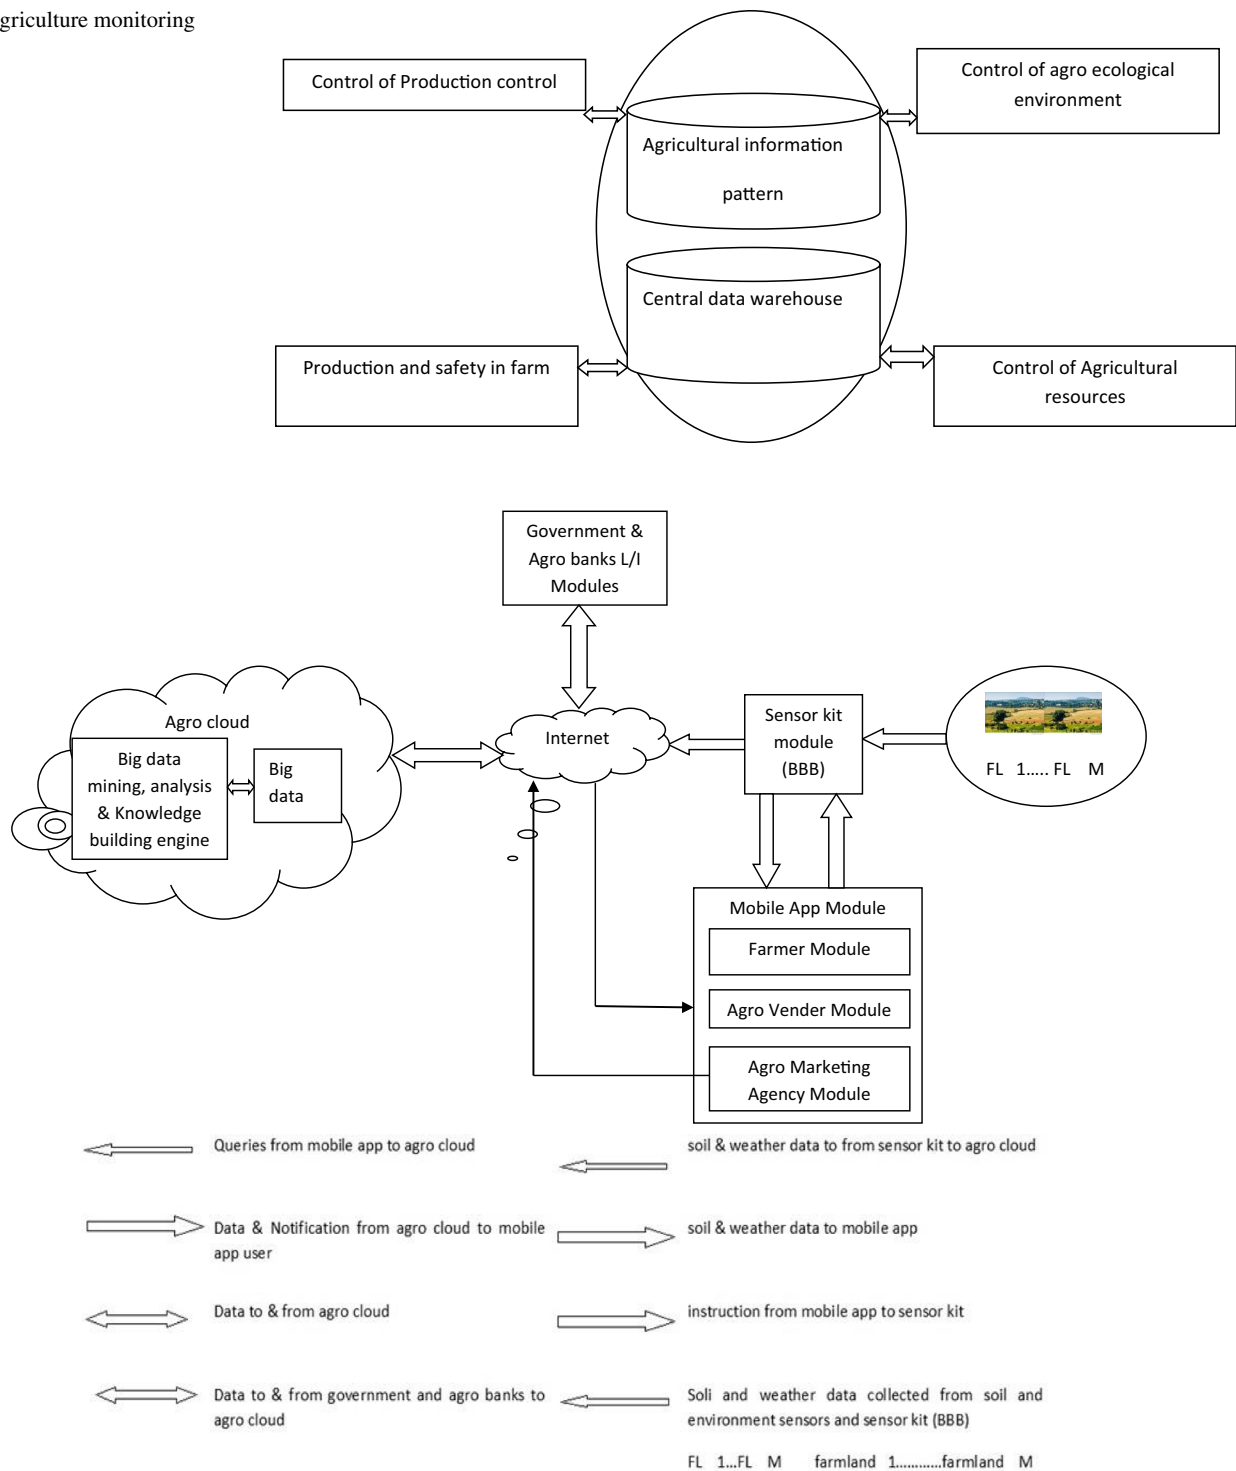 griculture monitoring
Control of Production control
Control of agro ecological
environment
Agricultural information
pattern
Central data warehouse
Production and safety in farm
Control of Agricultural
resources
Government &
Agro banks L/I
Modules
Agro cloud
Big data
mining, analysis
& Knowledge
building engine
Big
data
Internet
Sensor kit
module
(BBB)
FL 1..... FL M
Mobile App Module
Farmer Module
Agro Vender Module
Agro Marketing
Agency Module
Queries from mobile app to agro cloud
soil & weather data to from sensor kit to agro cloud
Data & Notification from agro cloud to mobile
app user
soil & weather data to mobile app
Data to & from agro cloud
instruction from mobile app to sensor kit
Data to & from government and agro banks to
agro cloud
Soli and weather data collected from soil and
environment sensors and sensor kit (BBB)
FL 1...FL M farmland 1............farmland M